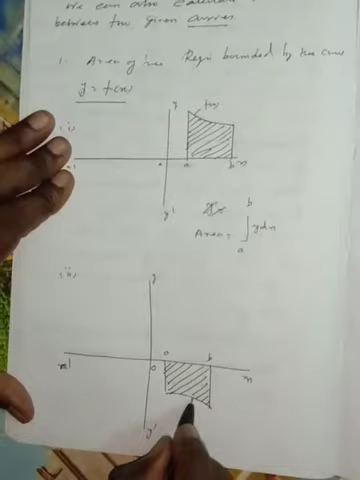 we can also calculate
between two given curves.
1. Area of the Region bounded by the curve
y = f(x)
(i)
y
f(x)
o
a
b
x
y'
Area = ∫ y dx
b
a
(ii)
y
a
b
x'
o
x
y'